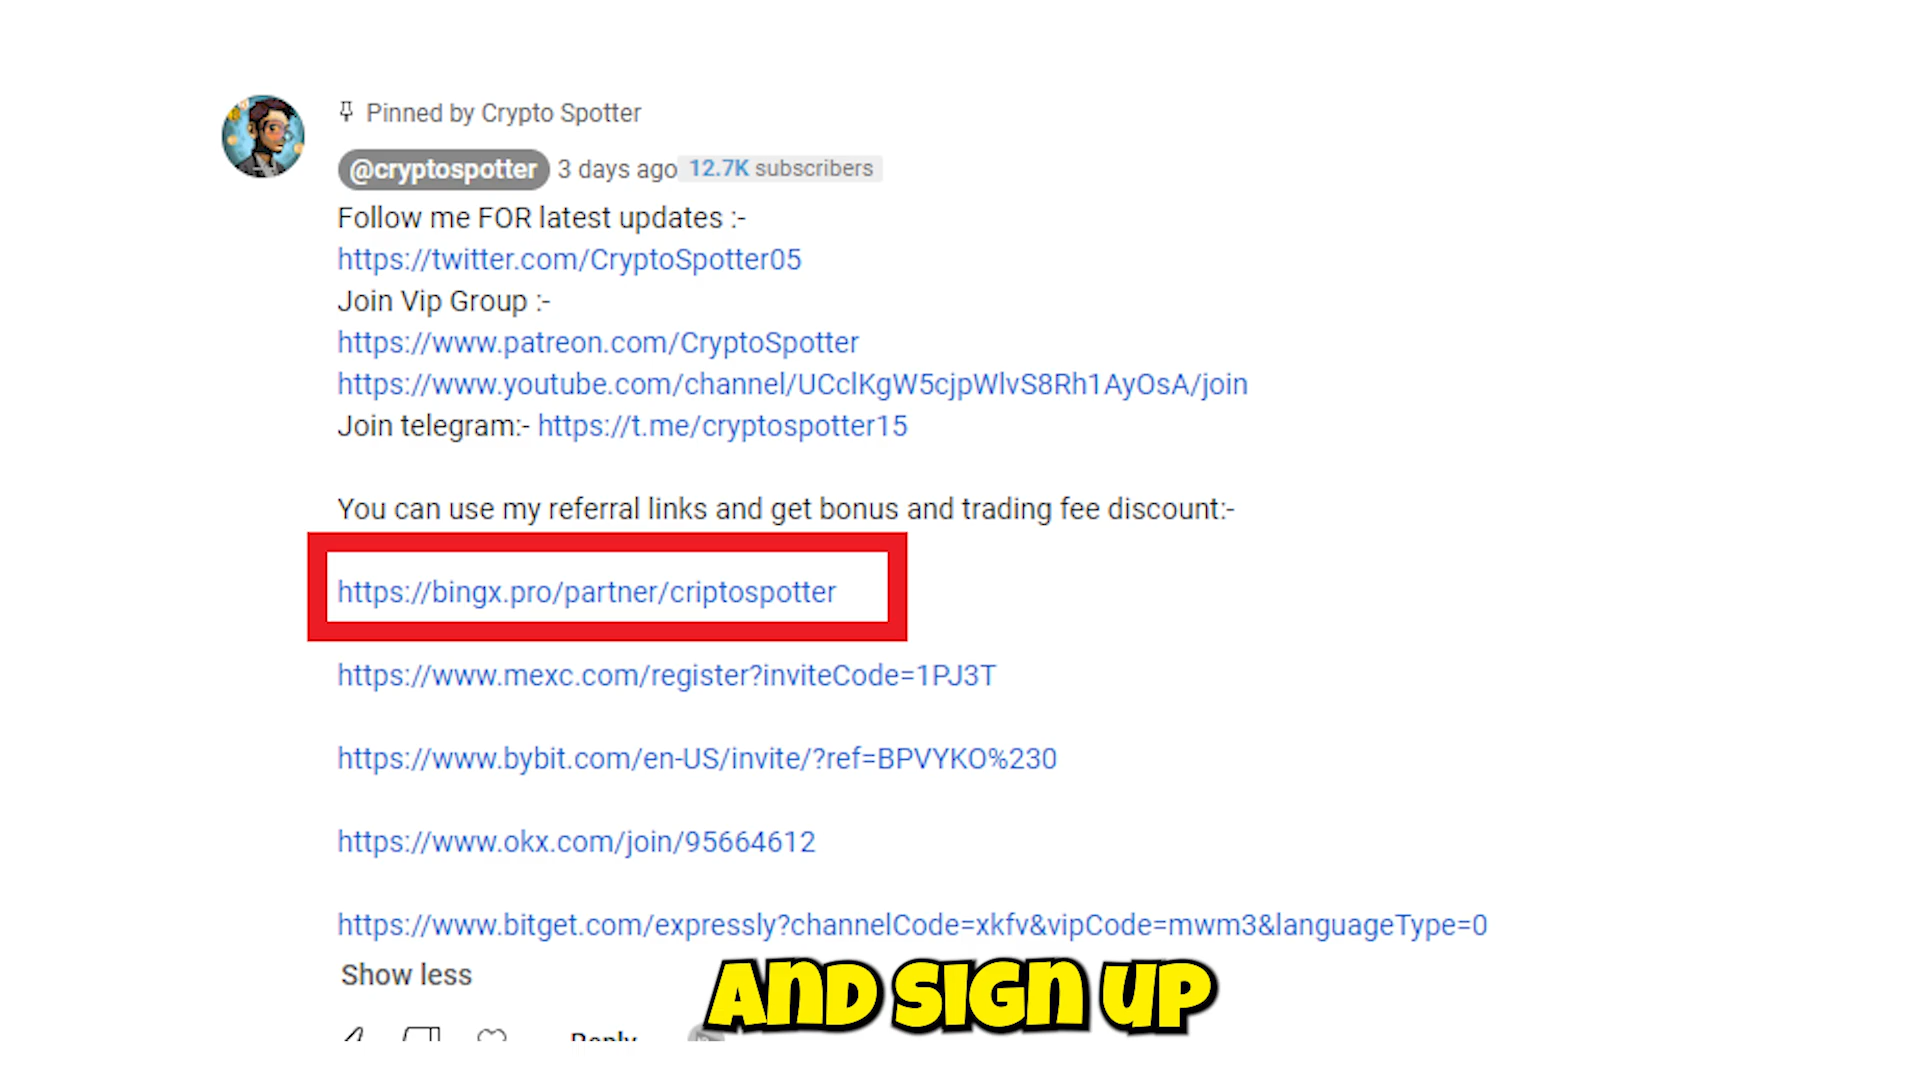 Pinned by Crypto Spotter
@cryptospotter 3 days ago 12.7K subscribers
Follow me FOR latest updates :-
https://twitter.com/CryptoSpotter05
Join Vip Group :-
https://www.patreon.com/CryptoSpotter
https://www.youtube.com/channel/UCclKgW5cjpWlvS8Rh1AyOsA/join
Join telegram:- https://t.me/cryptospotter15
You can use my referral links and get bonus and trading fee discount:-
https://bingx.pro/partner/criptospotter
https://www.mexc.com/register?inviteCode=1PJ3T
https://www.bybit.com/en-US/invite/?ref=BPVYKO%230
https://www.okx.com/join/95664612
https://www.bitget.com/expressly?channelCode=xkfv&vipCode=mwm3&languageType=0
Show less
AND SIGN UP
Reply